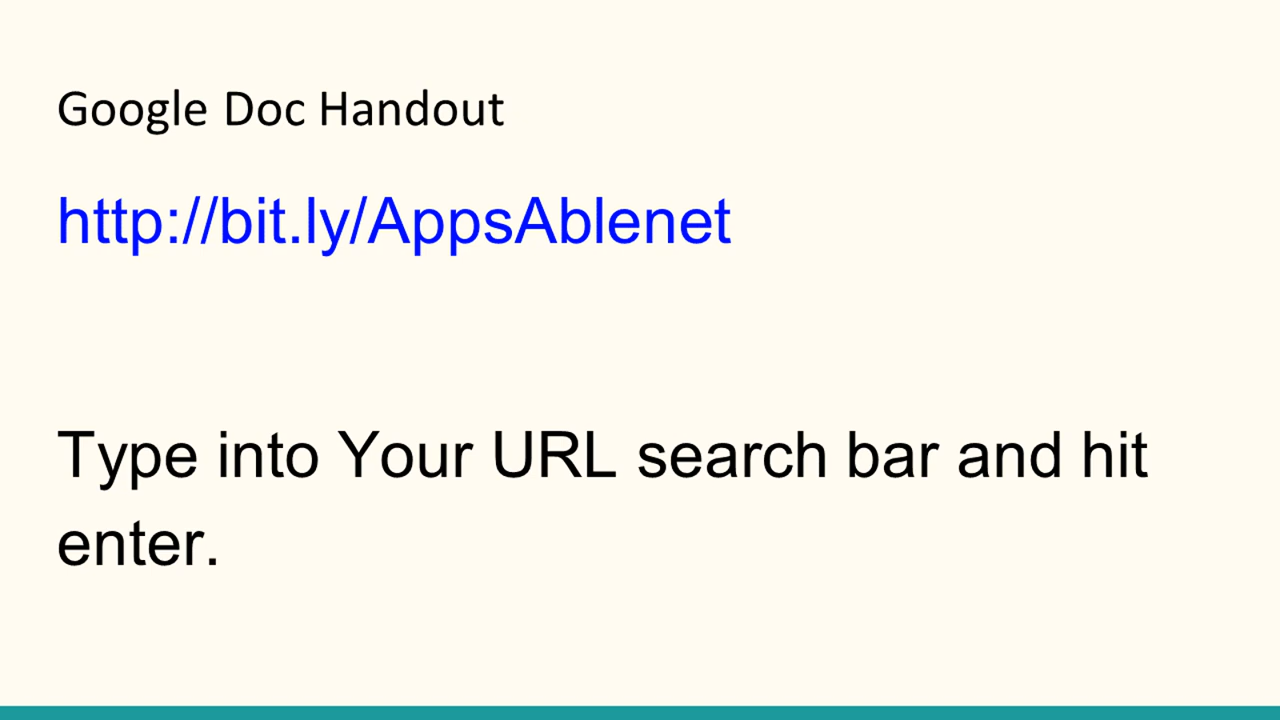 Google Doc Handout
http://bit.ly/AppsAblenet
Type into Your URL search bar and hit
enter.